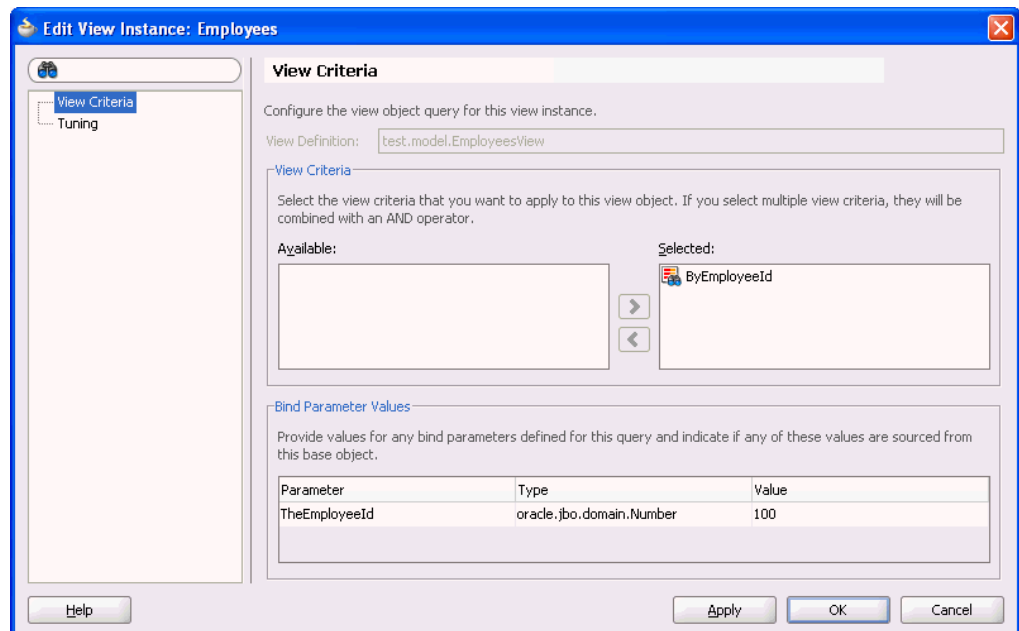 Edit View Instance: Employees
View Criteria
Tuning
View Criteria
Configure the view object query for this view instance.
View Definition: test.model.EmployeesView
View Criteria
Select the view criteria that you want to apply to this view object. If you select multiple view criteria, they will be
combined with an AND operator.
Available: Selected:
ByEmployeeId
Bind Parameter Values
Provide values for any bind parameters defined for this query and indicate if any of these values are sourced from
this base object.
Parameter Type Value
TheEmployeeId oracle.jbo.domain.Number 100
Help Apply OK Cancel